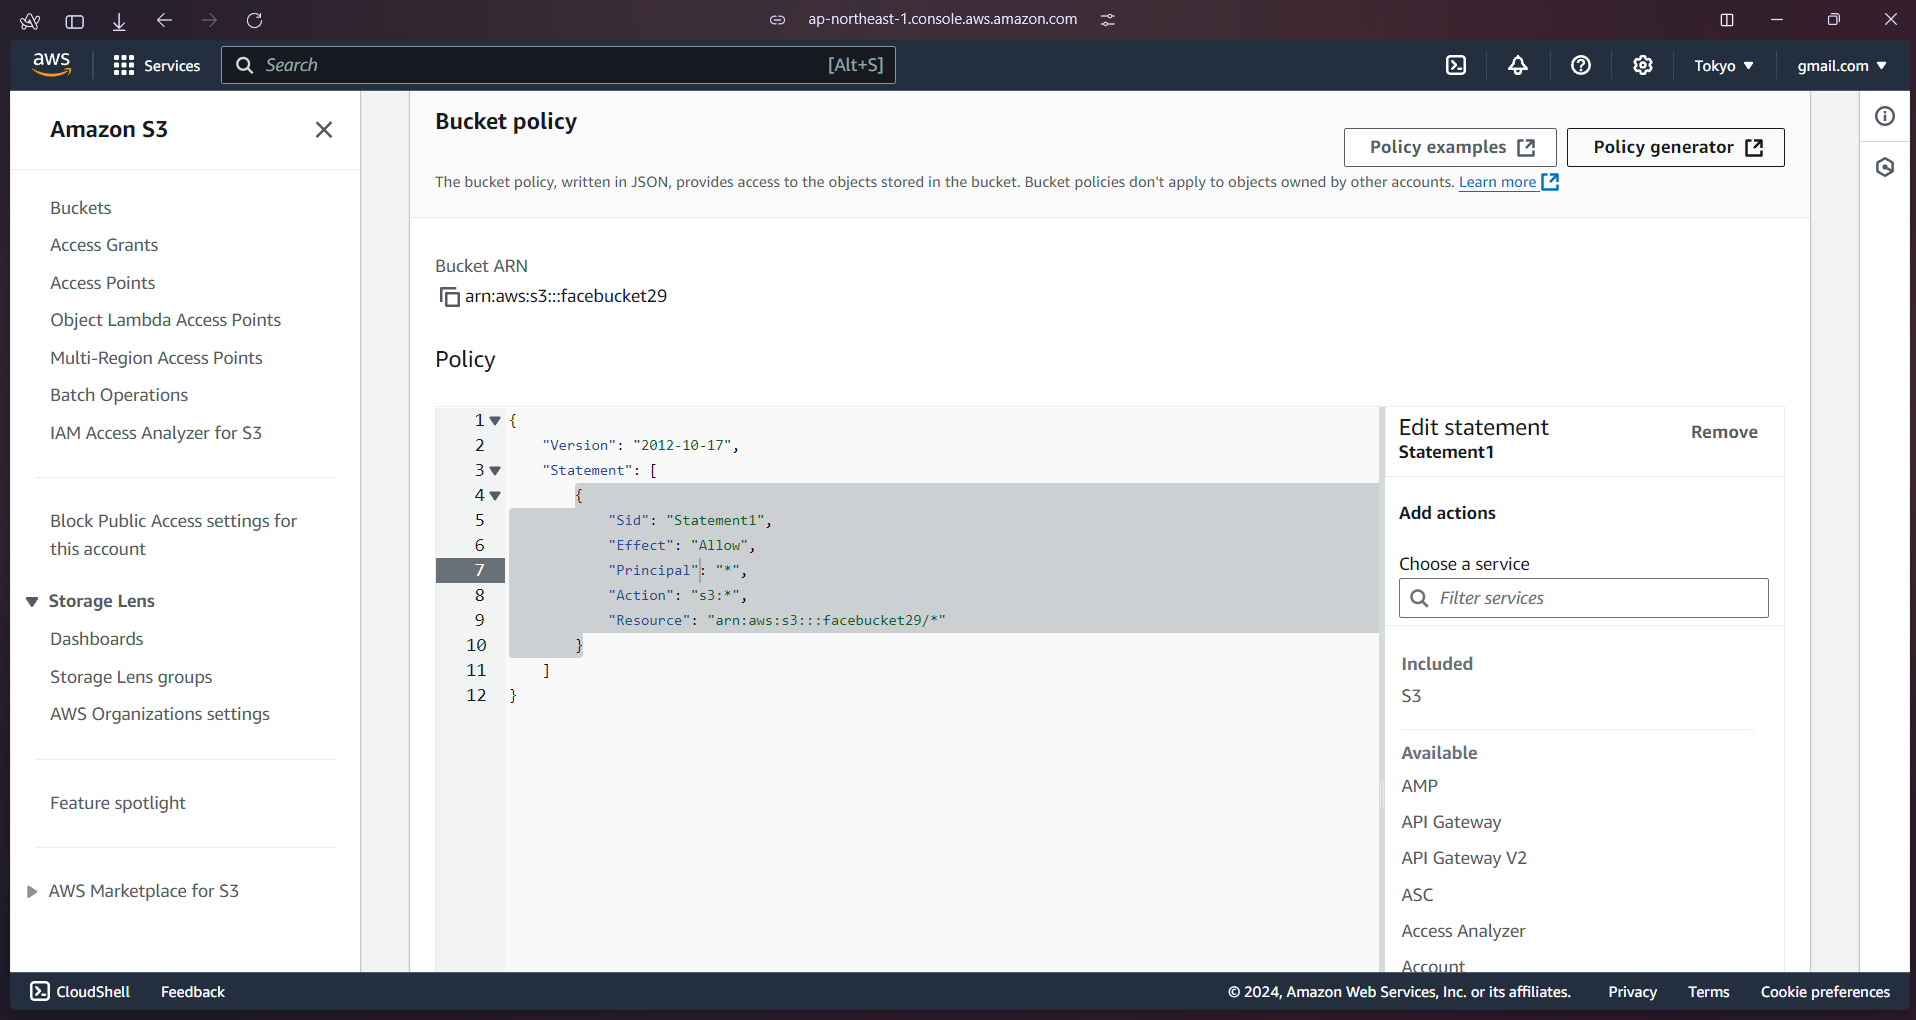 ap-northeast-1.console.aws.amazon.com
aws
Services
Search
[Alt+S]
Tokyo
gmail.com
Amazon S3
Buckets
Access Grants
Access Points
Object Lambda Access Points
Multi-Region Access Points
Batch Operations
IAM Access Analyzer for S3
Block Public Access settings for
this account
Storage Lens
Dashboards
Storage Lens groups
AWS Organizations settings
Feature spotlight
AWS Marketplace for S3
Bucket policy
Policy examples
Policy generator
The bucket policy, written in JSON, provides access to the objects stored in the bucket. Bucket policies don't apply to objects owned by other accounts. Learn more
Bucket ARN
arn:aws:s3:::facebucket29
Policy
1 {
2 "Version": "2012-10-17",
3 "Statement": [
4 {
5 "Sid": "Statement1",
6 "Effect": "Allow",
7 "Principal": "*",
8 "Action": "s3:*",
9 "Resource": "arn:aws:s3:::facebucket29/*"
10 }
11 ]
12 }
Edit statement
Remove
Statement1
Add actions
Choose a service
Filter services
Included
S3
Available
AMP
API Gateway
API Gateway V2
ASC
Access Analyzer
Account
CloudShell
Feedback
© 2024, Amazon Web Services, Inc. or its affiliates.
Privacy
Terms
Cookie preferences